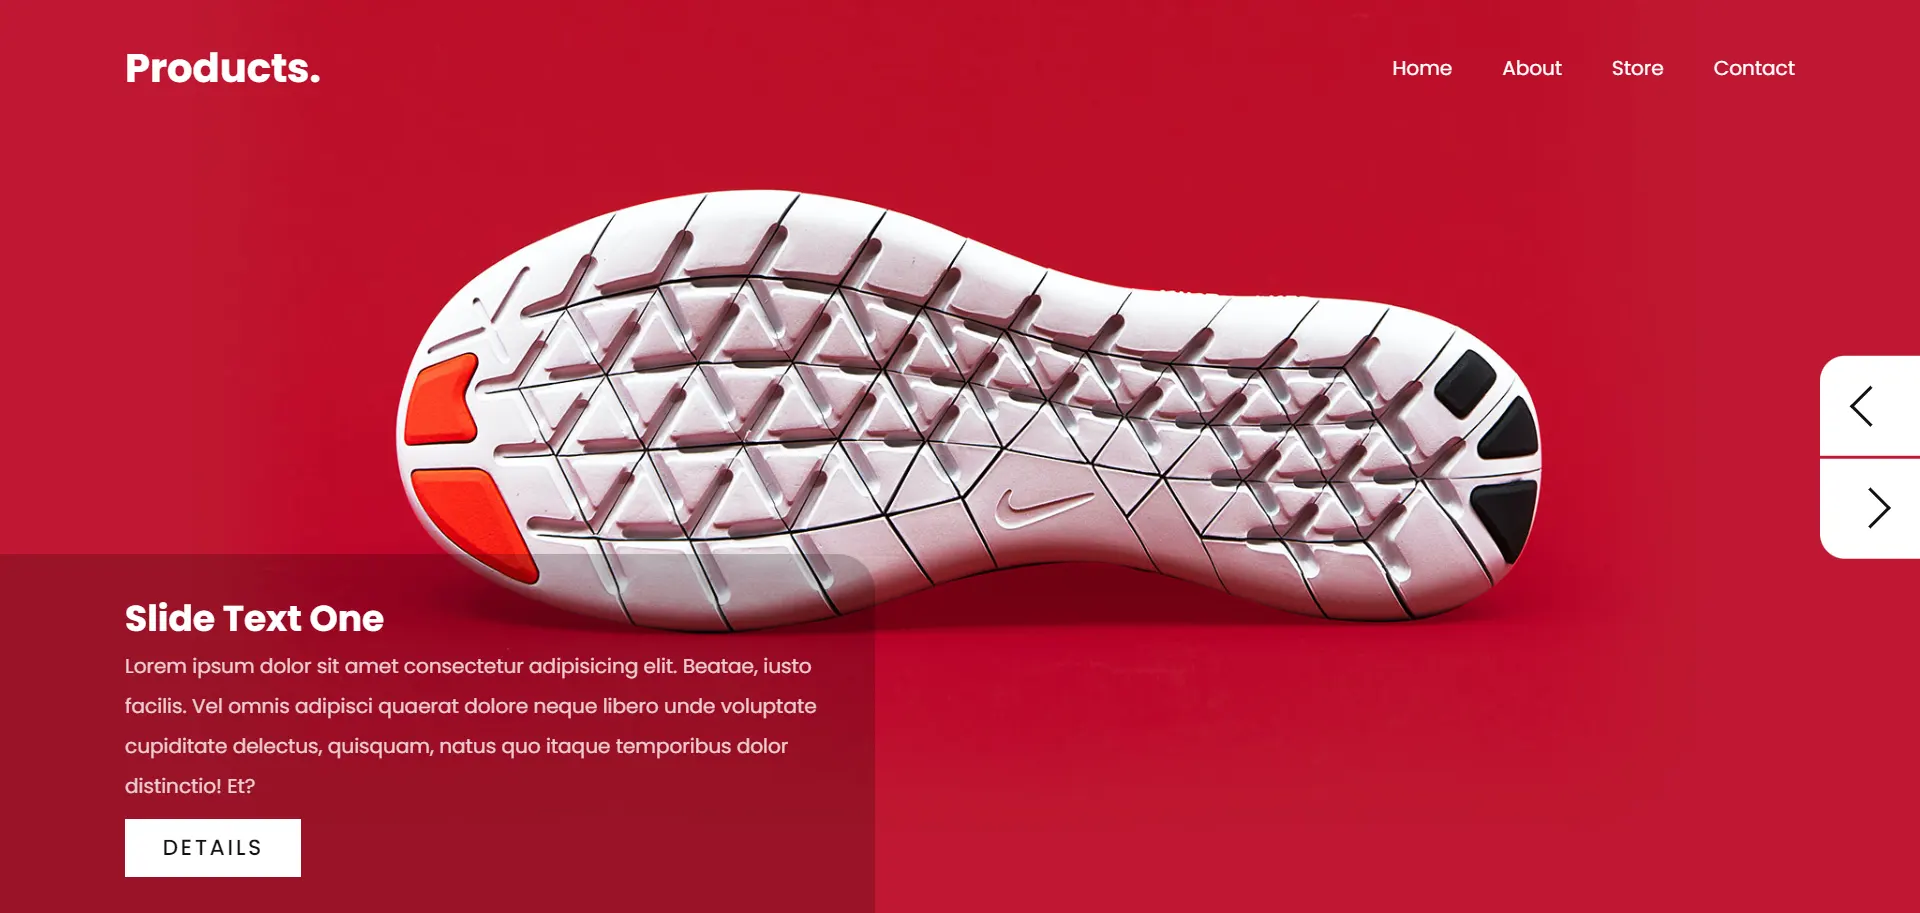 Products.
Home
About
Store
Contact
Slide Text One
Lorem ipsum dolor sit amet consectetur adipisicing elit. Beatae, iusto
facilis. Vel omnis adipisci quaerat dolore neque libero unde voluptate
cupiditate delectus, quisquam, natus quo itaque temporibus dolor
distinctio! Et?
DETAILS